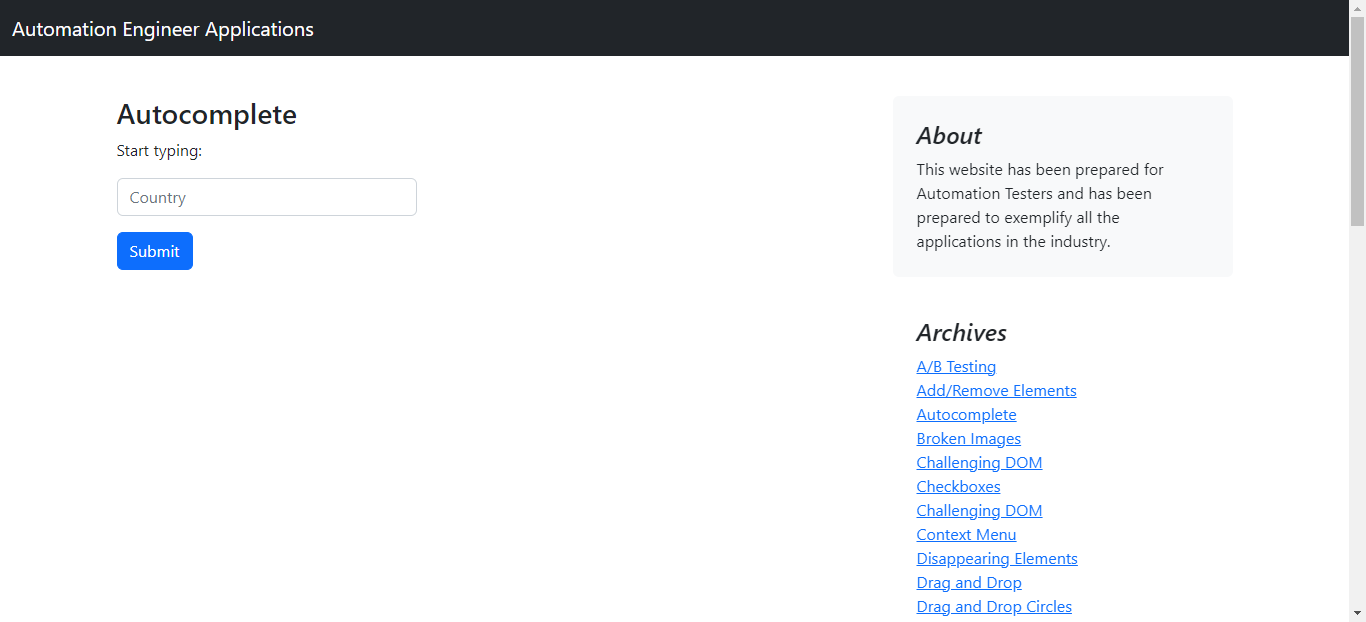 Automation Engineer Applications
Autocomplete
Start typing:
Country
Submit
About
This website has been prepared for
Automation Testers and has been
prepared to exemplify all the
applications in the industry.
Archives
A/B Testing
Add/Remove Elements
Autocomplete
Broken Images
Challenging DOM
Checkboxes
Challenging DOM
Context Menu
Disappearing Elements
Drag and Drop
Drag and Drop Circles